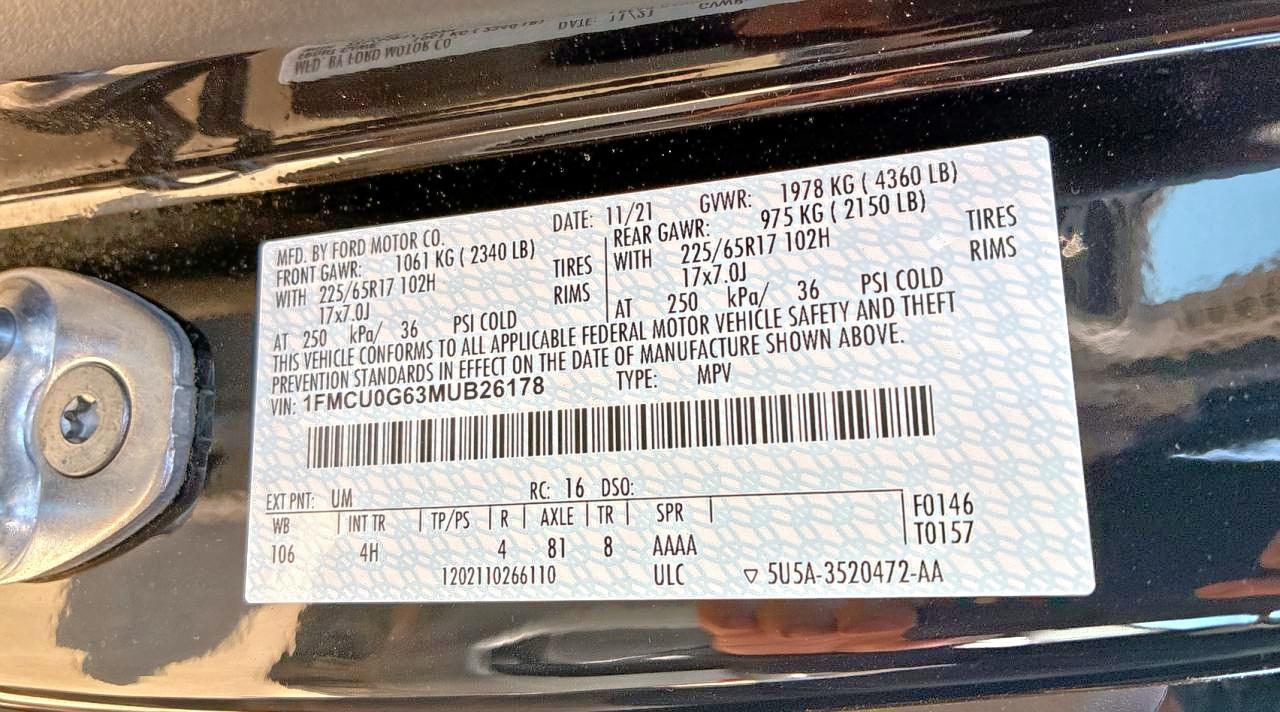 MFD. BY FORD MOTOR CO.
DATE: 11/21 GVWR: 1978 KG ( 4360 LB)
FRONT GAWR: 1061 KG ( 2340 LB)
WITH 225/65R17 102H TIRES
17x7.0J RIMS
AT 250 kPa/ 36 PSI COLD
REAR GAWR: 975 KG ( 2150 LB)
WITH 225/65R17 102H TIRES
17x7.0J RIMS
AT 250 kPa/ 36 PSI COLD
THIS VEHICLE CONFORMS TO ALL APPLICABLE FEDERAL MOTOR VEHICLE SAFETY AND THEFT
PREVENTION STANDARDS IN EFFECT ON THE DATE OF MANUFACTURE SHOWN ABOVE.
VIN: 1FMCU0G63MUB26178 TYPE: MPV
EXT PNT: UM RC: 16 DSO:
WB | INT TR | TP/PS | R | AXLE | TR | SPR | F0146
106 4H 4 81 8 AAAA T0157
1202110266110 ULC ▽ 5U5A-3520472-AA